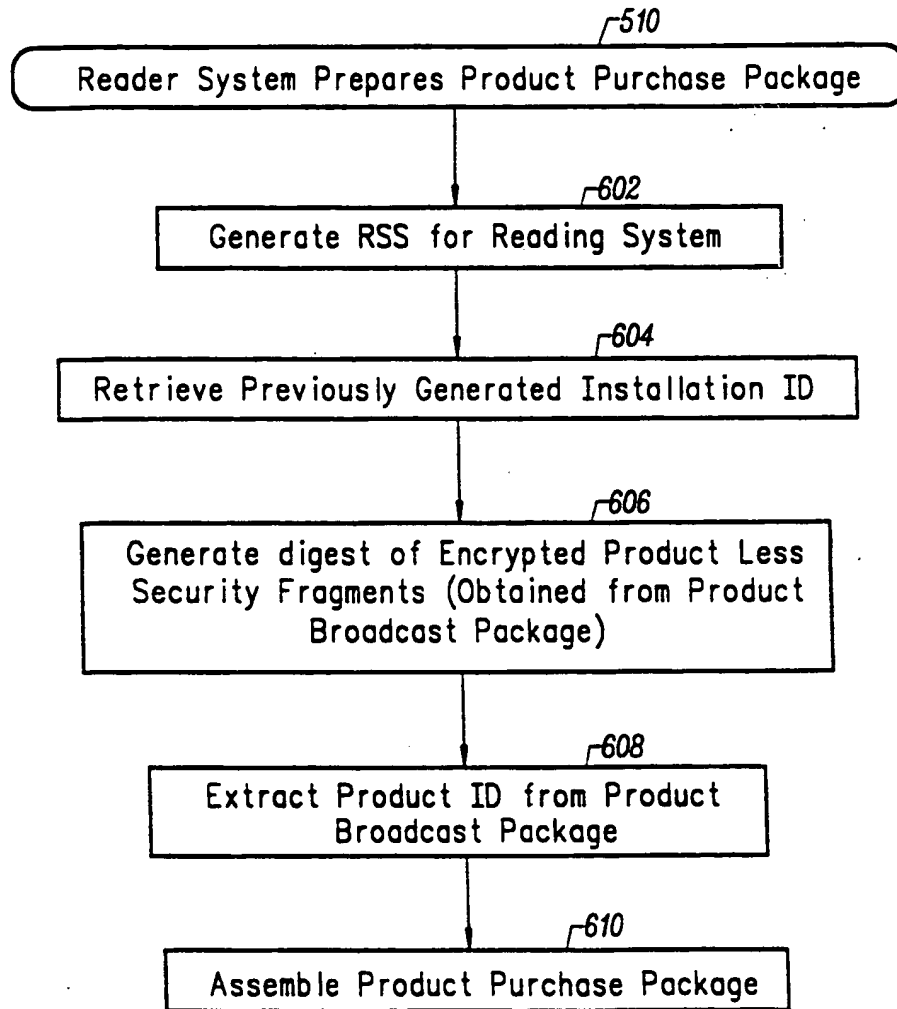 510
Reader System Prepares Product Purchase Package
602
Generate RSS for Reading System
604
Retrieve Previously Generated Installation ID
606
Generate digest of Encrypted Product Less
Security Fragments (Obtained from Product
Broadcast Package)
608
Extract Product ID from Product
Broadcast Package
610
Assemble Product Purchase Package